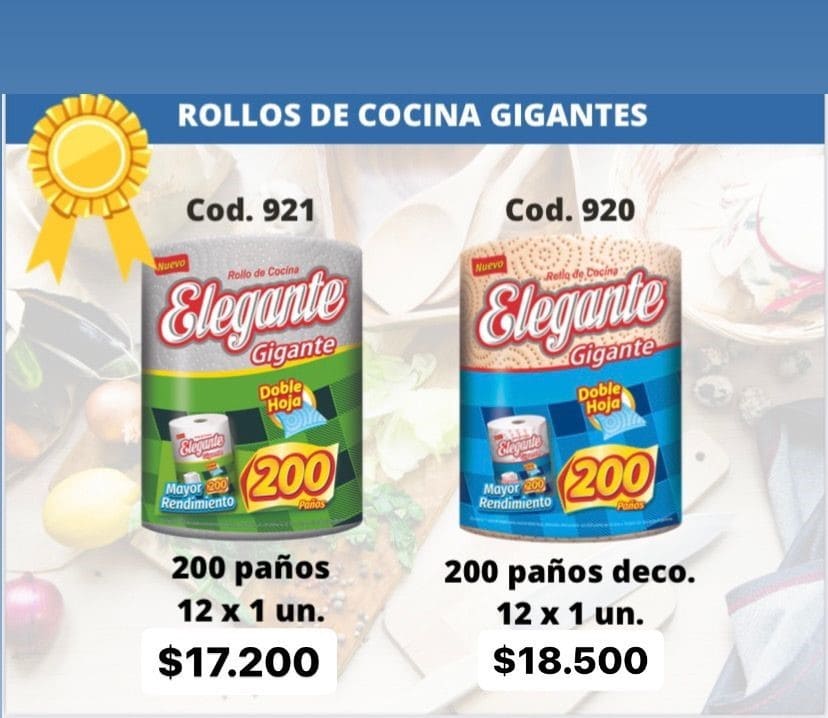 ROLLOS DE COCINA GIGANTES
Cod. 921
Nuevo
Rollo de Cocina
Elegante
Gigante
Doble
Hoja
Elegante
200
Mayor
Rendimiento
200
Paños
200 paños
12 x 1 un.
$17.200
Cod. 920
Nuevo
Rollo de Cocina
Elegante
Gigante
Doble
Hoja
Elegante
200
Mayor
Rendimiento
200
Paños
200 paños deco.
12 x 1 un.
$18.500